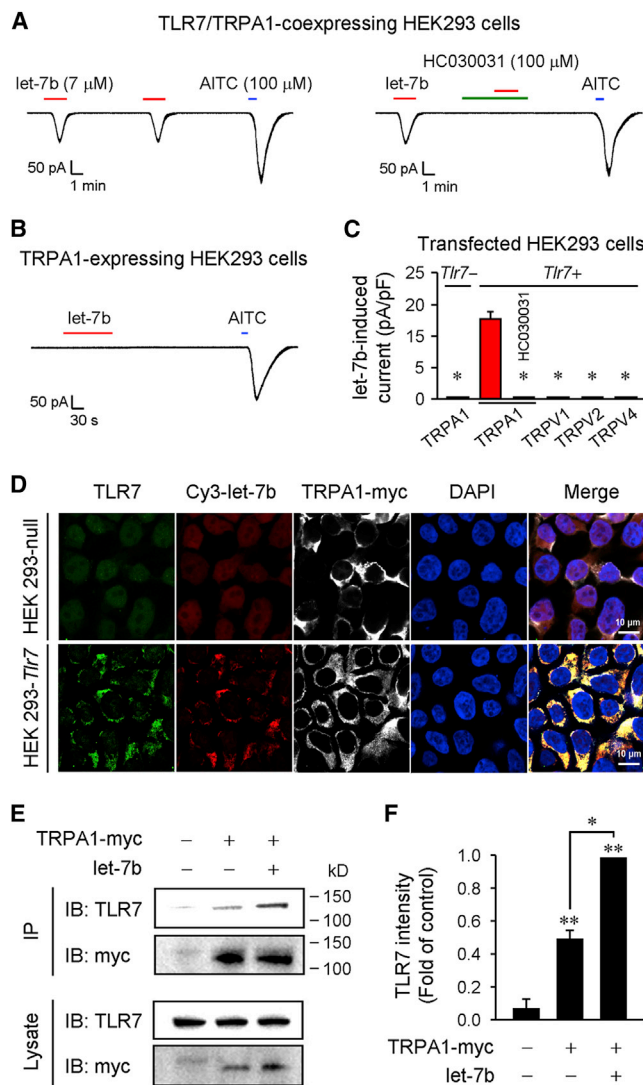 A
TLR7/TRPA1-coexpressing HEK293 cells
let-7b (7 μM) AITC (100 μM)
50 pA
1 min
HC030031 (100 μM)
let-7b AITC
50 pA
1 min
B
TRPA1-expressing HEK293 cells
let-7b AITC
50 pA
30 s
C
Transfected HEK293 cells
Tlr7– Tlr7+
let-7b-induced
current (pA/pF)
25
20
15
10
5
0
HC030031
* * * * *
TRPA1 TRPA1 TRPV1 TRPV2 TRPV4
D
TLR7 Cy3-let-7b TRPA1-myc DAPI Merge
HEK 293-null
10 μm
HEK 293-Tlr7
10 μm
E
TRPA1-myc – + +
let-7b – – + kD
IP
IB: TLR7
– 150
– 100
IB: myc
– 150
– 100
Lysate
IB: TLR7
IB: myc
F
TLR7 intensity
(Fold of control)
1.0
0.8
0.6
0.4
0.2
0.0
*
**
**
TRPA1-myc – + +
let-7b – – +